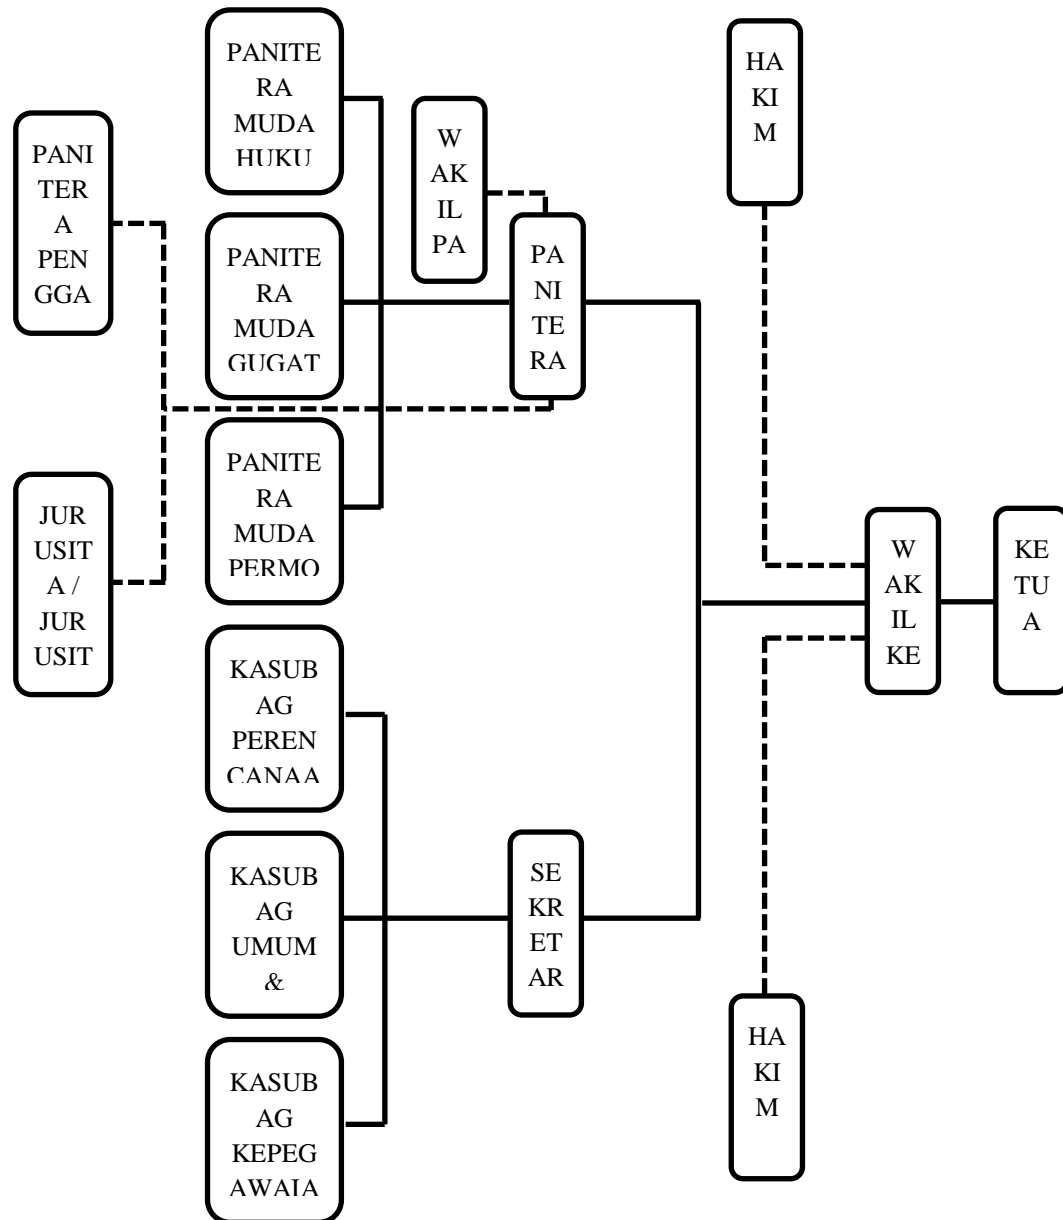 PANITE
RA
MUDA
HUKU
HA
KI
M
W
AK
IL
PA
PANI
TER
A
PEN
GGA
PANITE
RA
MUDA
GUGAT
PA
NI
TE
RA
PANITE
RA
MUDA
PERMO
JUR
USIT
A /
JUR
USIT
W
AK
IL
KE
KE
TU
A
KASUB
AG
PEREN
CANAA
KASUB
AG
UMUM
&
SE
KR
ET
AR
HA
KI
M
KASUB
AG
KEPEG
AWAIA